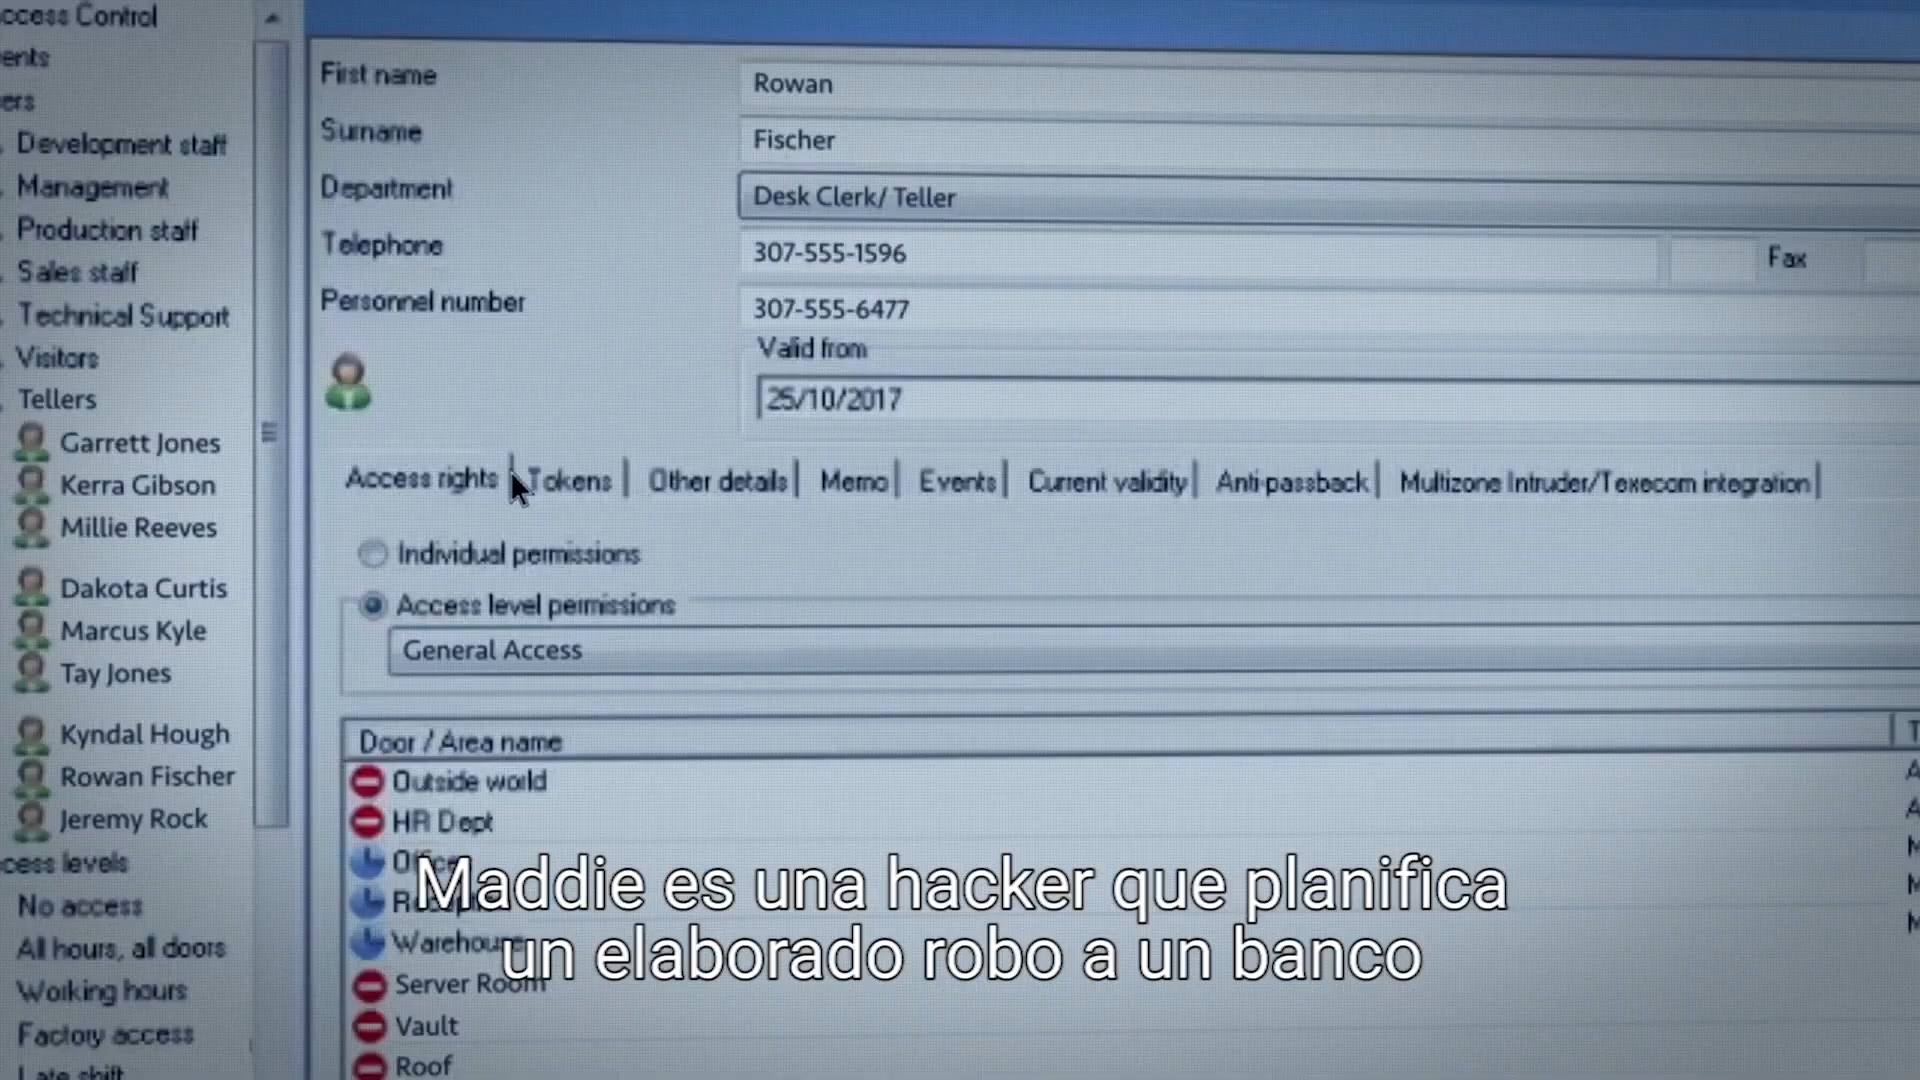 ccess Control
ents
ers
Development staff
Management
Production staff
Sales staff
Technical Support
Visitors
Tellers
Garrett Jones
Kerra Gibson
Millie Reeves
Dakota Curtis
Marcus Kyle
Tay Jones
Kyndal Hough
Rowan Fischer
Jeremy Rock
cess levels
No access
All hours, all doors
Working hours
Factory access
Late shift
First name Rowan
Surname Fischer
Department Desk Clerk/ Teller
Telephone 307-555-1596 Fax
Personnel number 307-555-6477
Valid from
25/10/2017
Access rights Tokens Other details Memo Events Current validity Anti-passback Multizone Intruder/Texecom integration
Individual permissions
Access level permissions
General Access
Door / Area name T
Outside world
HR Dept
Warehouse
Server Room
Vault
Roof
Maddie es una hacker que planifica
un elaborado robo a un banco